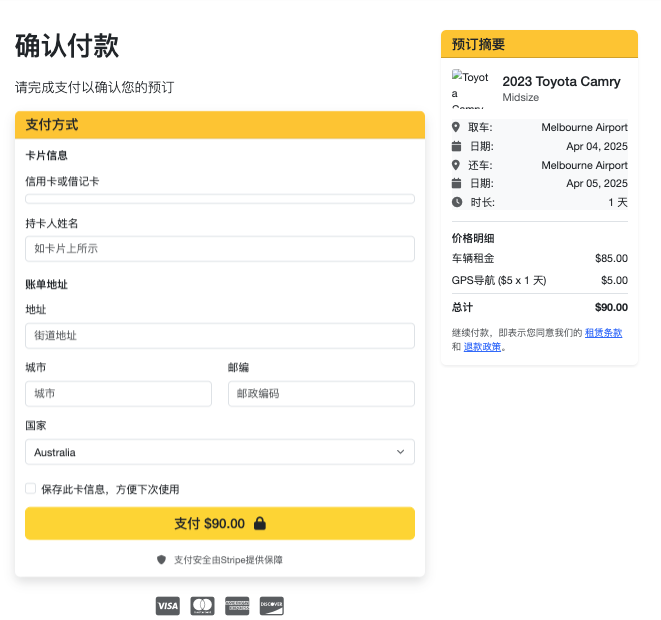 确认付款
请完成支付以确认您的预订
支付方式
卡片信息
信用卡或借记卡
持卡人姓名
如卡片上所示
账单地址
地址
街道地址
城市
邮编
城市
邮政编码
国家
Australia
保存此卡信息，方便下次使用
支付 $90.00
支付安全由Stripe提供保障
VISA
AMERICAN EXPRESS
DISCOVER
预订摘要
Toyot
a
Camry
2023 Toyota Camry
Midsize
取车: Melbourne Airport
日期: Apr 04, 2025
还车: Melbourne Airport
日期: Apr 05, 2025
时长: 1 天
价格明细
车辆租金 $85.00
GPS导航 ($5 x 1 天) $5.00
总计 $90.00
继续付款，即表示您同意我们的 租赁条款
和 退款政策。